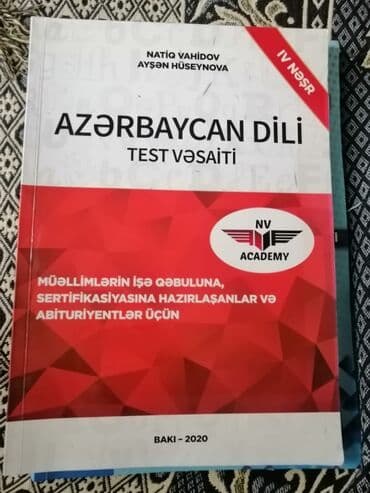 NATİQ VAHİDOV
AYŞƏN HÜSEYNOVA
IV NƏŞR
AZƏRBAYCAN DİLİ
TEST VƏSAİTİ
NV
ACADEMY
MÜƏLLİMLƏRİN İŞƏ QƏBULUNA,
SERTİFİKASİYASINA HAZIRLAŞANLAR VƏ
ABİTURİYENTLƏR ÜÇÜN
BAKI – 2020